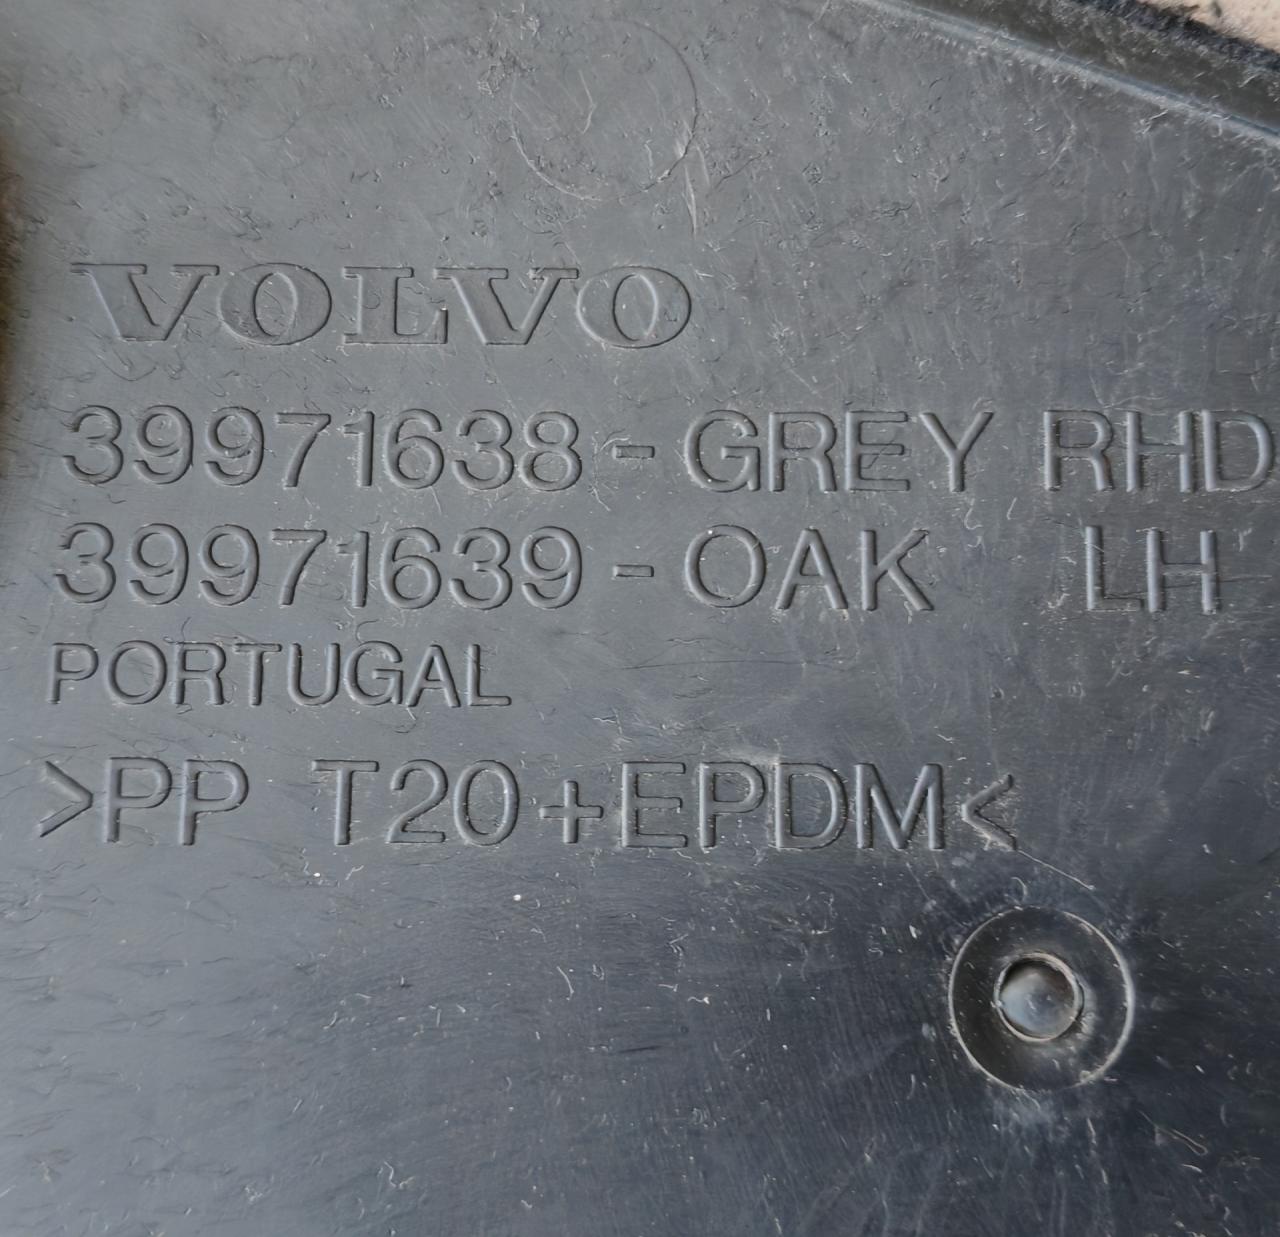 VOLVO
39971638-GREY RHD
39971639-OAK LH
PORTUGAL
>PP T20+EPDM<